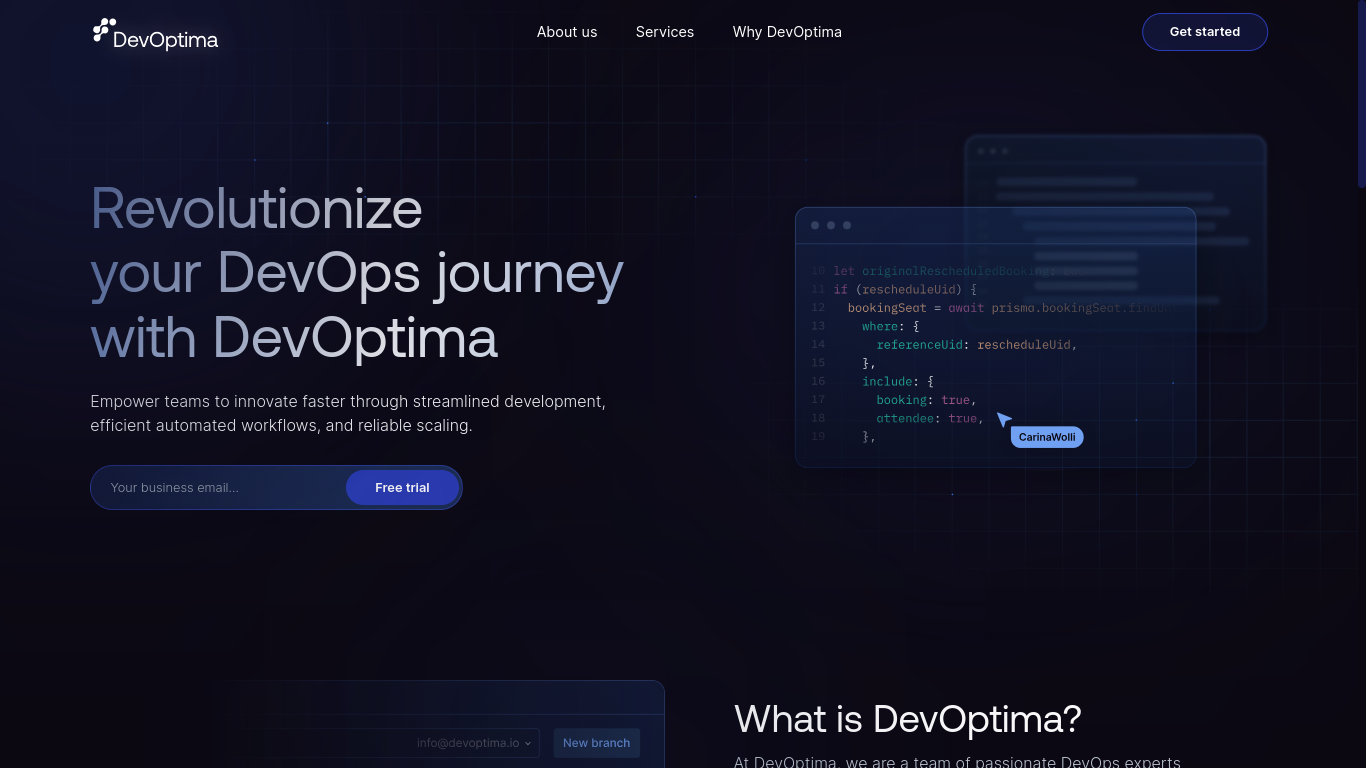 DevOptima
About us
Services
Why DevOptima
Get started
Revolutionize
your DevOps journey
with DevOptima
Empower teams to innovate faster through streamlined development,
efficient automated workflows, and reliable scaling.
Your business email...
Free trial
10 let originalRescheduledBooking
11 if (rescheduleUid) {
12 bookingSeat = await prisma.bookingSeat.findUn
13 where: {
14 referenceUid: rescheduleUid,
15 },
16 include: {
17 booking: true,
18 attendee: true,
19 },
CarinaWolli
info@devoptima.io
New branch
What is DevOptima?
At DevOptima, we are a team of passionate DevOps experts